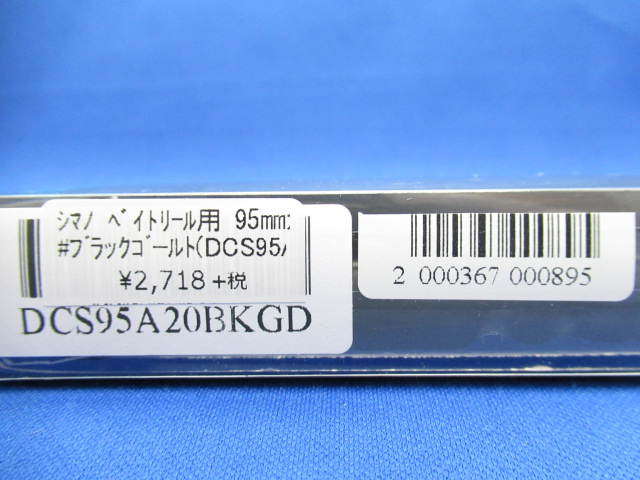 シマノ ベイトリール用 95mm
#ブラックゴールト(DCS95
¥2,718+税
DCS95A20BKGD
2 000367 000895